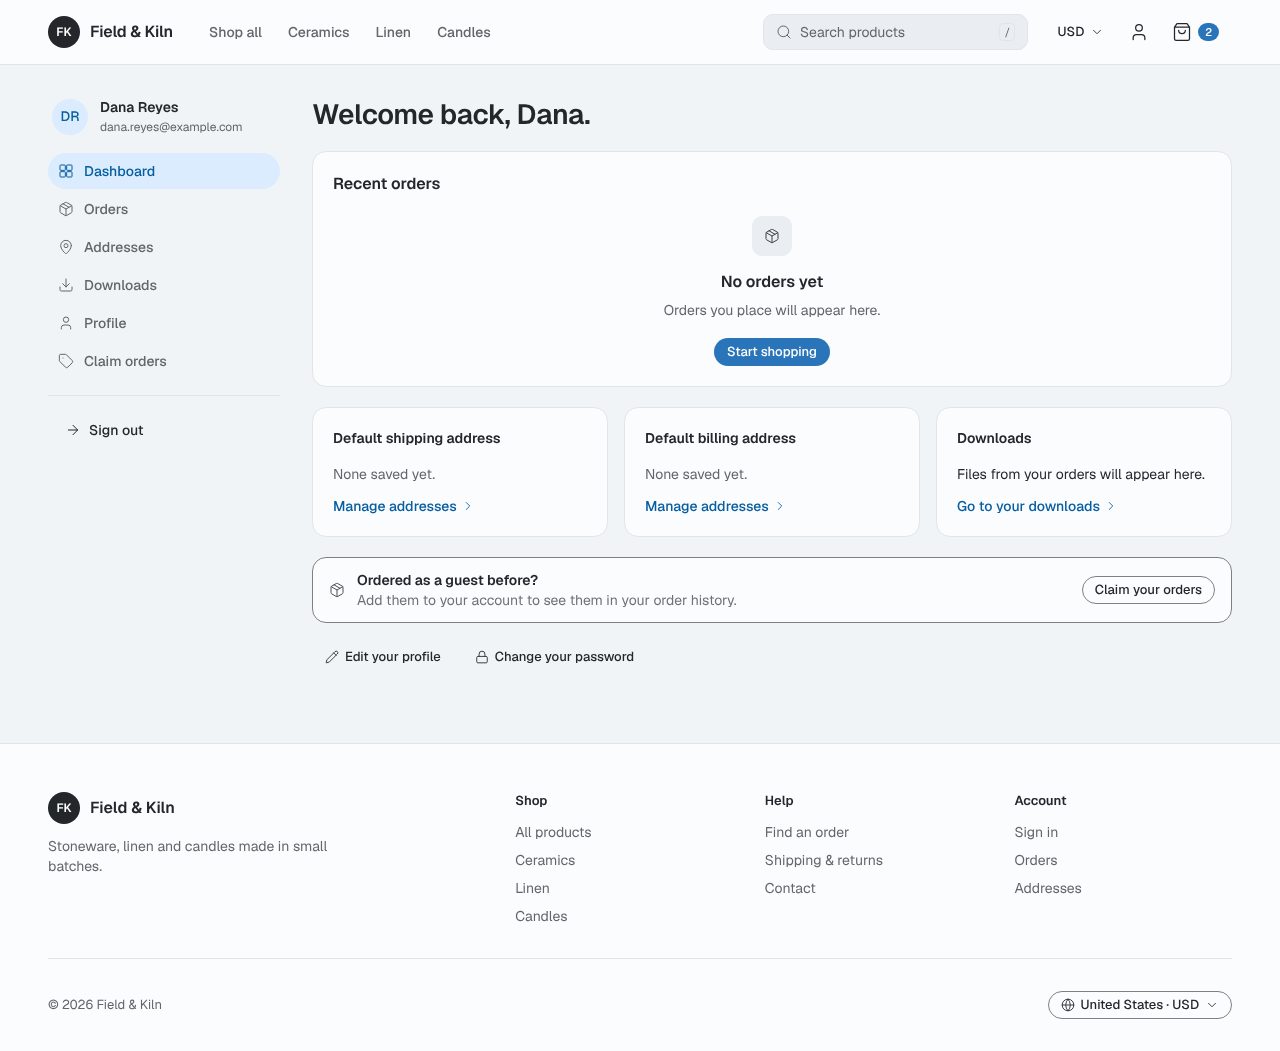 FK Field & Kiln Shop all Ceramics Linen Candles Search products / USD 2
DR Dana Reyes
dana.reyes@example.com
Dashboard
Orders
Addresses
Downloads
Profile
Claim orders
Sign out
Welcome back, Dana.
Recent orders
No orders yet
Orders you place will appear here.
Start shopping
Default shipping address
None saved yet.
Manage addresses
Default billing address
None saved yet.
Manage addresses
Downloads
Files from your orders will appear here.
Go to your downloads
Ordered as a guest before?
Add them to your account to see them in your order history.
Claim your orders
Edit your profile Change your password
FK Field & Kiln
Stoneware, linen and candles made in small
batches.
Shop
All products
Ceramics
Linen
Candles
Help
Find an order
Shipping & returns
Contact
Account
Sign in
Orders
Addresses
© 2026 Field & Kiln
United States · USD